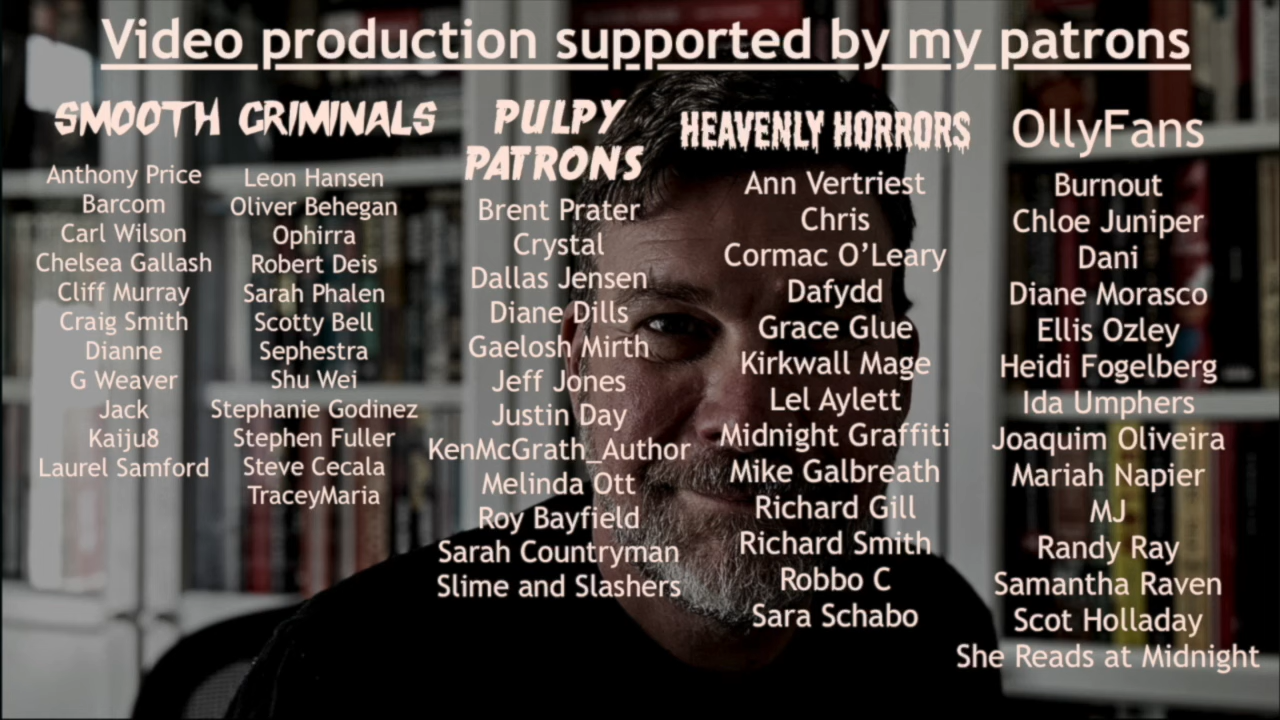 Video production supported by my patrons
SMOOTH CRIMINALS
Anthony Price
Barcom
Carl Wilson
Chelsea Gallash
Cliff Murray
Craig Smith
Dianne
G Weaver
Jack
Kaiju8
Laurel Samford
Leon Hansen
Oliver Behegan
Ophirra
Robert Deis
Sarah Phalen
Scotty Bell
Sephestra
Shu Wei
Stephanie Godinez
Stephen Fuller
Steve Cecala
TraceyMaria
PULPY
PATRONS
Brent Prater
Crystal
Dallas Jensen
Diane Dills
Gaelosh Mirth
Jeff Jones
Justin Day
KenMcGrath_Author
Melinda Ott
Roy Bayfield
Sarah Countryman
Slime and Slashers
HEAVENLY HORRORS
Ann Vertriest
Chris
Cormac O’Leary
Dafydd
Grace Glue
Kirkwall Mage
Lel Aylett
Midnight Graffiti
Mike Galbreath
Richard Gill
Richard Smith
Robbo C
Sara Schabo
OllyFans
Burnout
Chloe Juniper
Dani
Diane Morasco
Ellis Ozley
Heidi Fogelberg
Ida Umphers
Joaquim Oliveira
Mariah Napier
MJ
Randy Ray
Samantha Raven
Scot Holladay
She Reads at Midnight